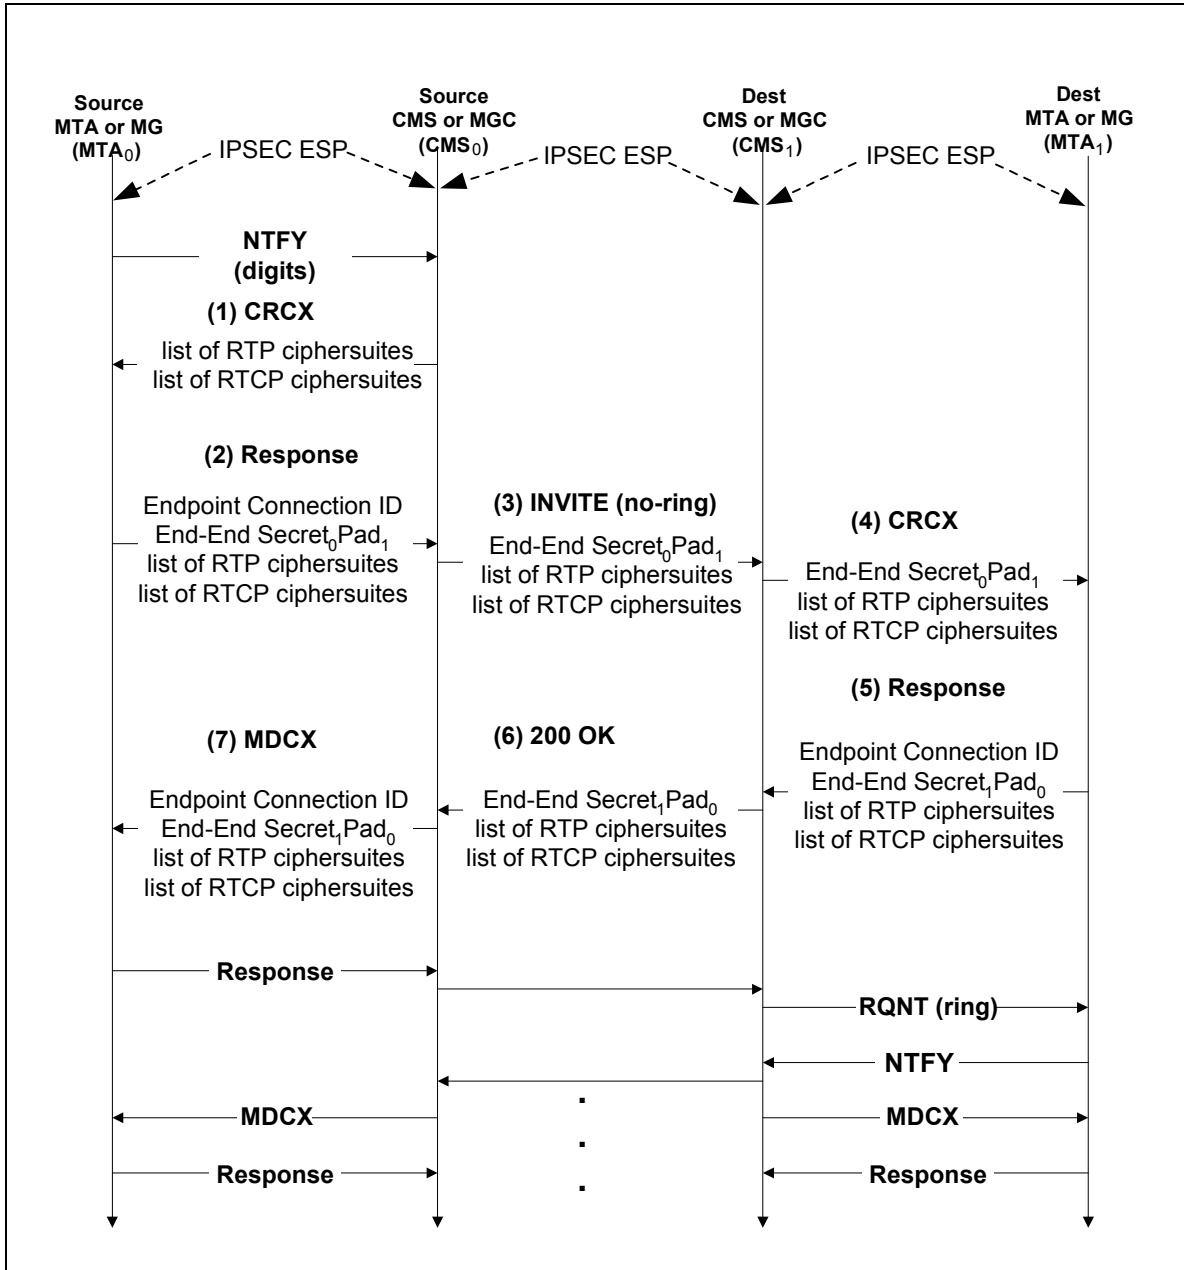 Source
MTA or MG
(MTA₀)
Source
CMS or MGC
(CMS₀)
Dest
CMS or MGC
(CMS₁)
Dest
MTA or MG
(MTA₁)
IPSEC ESP
IPSEC ESP
IPSEC ESP
NTFY
(digits)
(1) CRCX
list of RTP ciphersuites
list of RTCP ciphersuites
(2) Response
Endpoint Connection ID
End-End Secret₀Pad₁
list of RTP ciphersuites
list of RTCP ciphersuites
(3) INVITE (no-ring)
End-End Secret₀Pad₁
list of RTP ciphersuites
list of RTCP ciphersuites
(4) CRCX
End-End Secret₀Pad₁
list of RTP ciphersuites
list of RTCP ciphersuites
(5) Response
Endpoint Connection ID
End-End Secret₁Pad₀
list of RTP ciphersuites
list of RTCP ciphersuites
(6) 200 OK
End-End Secret₁Pad₀
list of RTP ciphersuites
list of RTCP ciphersuites
(7) MDCX
Endpoint Connection ID
End-End Secret₁Pad₀
list of RTP ciphersuites
list of RTCP ciphersuites
Response
RQNT (ring)
NTFY
MDCX
MDCX
Response
Response